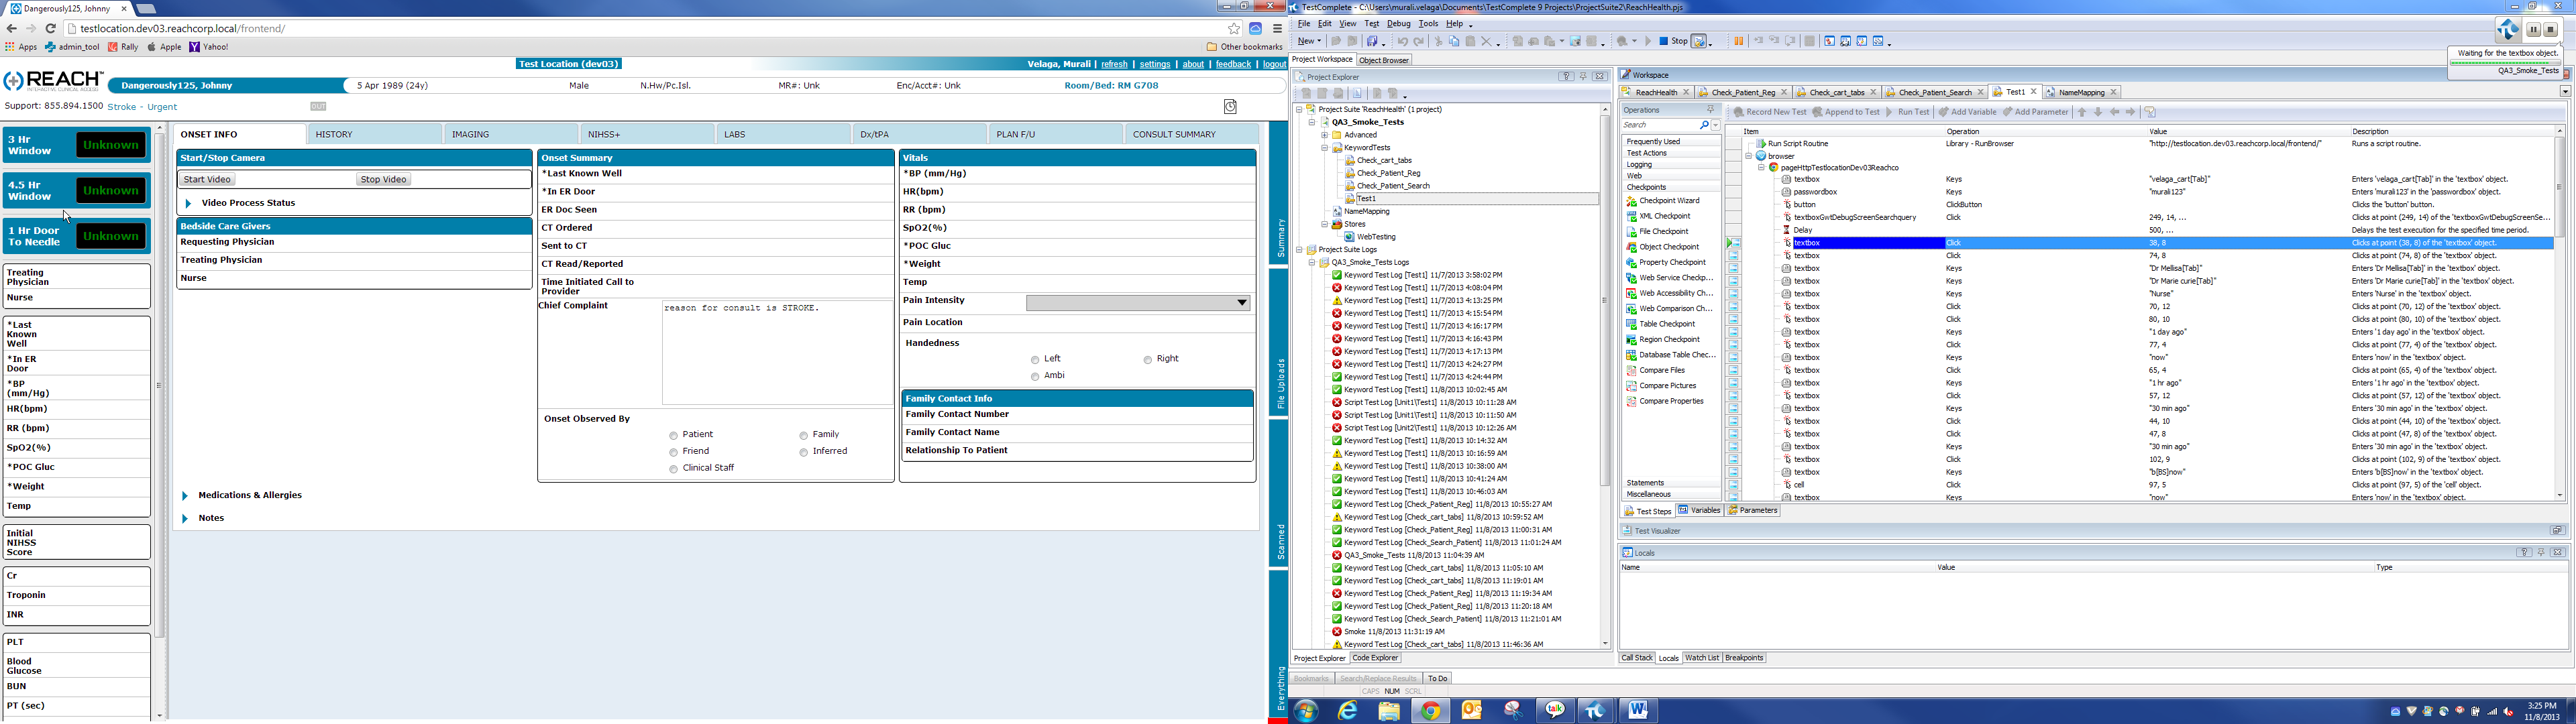 Dangerously125, Johnny
testlocation.dev03.reachcorp.local/frontend/
Apps admin_tool Rally Apple Yahoo! Other bookmarks
Test Location (dev03) Velaga, Murali | refresh | settings | about | feedback | logout
REACH
Dangerously125, Johnny 5 Apr 1989 (24y) Male N.Hw/Pc.Isl. MR#: Unk Enc/Acct#: Unk Room/Bed: RM G708
Support: 855.894.1500 Stroke - Urgent OUT
3 Hr Window Unknown
4.5 Hr Window Unknown
1 Hr Door To Needle Unknown
Treating Physician
Nurse
*Last Known Well
*In ER Door
*BP (mm/Hg)
HR(bpm)
RR (bpm)
SpO2(%)
*POC Gluc
*Weight
Temp
Initial NIHSS Score
Cr
Troponin
INR
PLT
Blood Glucose
BUN
PT (sec)
ONSET INFO HISTORY IMAGING NIHSS+ LABS Dx/tPA PLAN F/U CONSULT SUMMARY
Start/Stop Camera
Start Video Stop Video
Video Process Status
Bedside Care Givers
Requesting Physician
Treating Physician
Nurse
Onset Summary
*Last Known Well
*In ER Door
ER Doc Seen
CT Ordered
Sent to CT
CT Read/Reported
Time Initiated Call to Provider
Chief Complaint reason for consult is STROKE.
Onset Observed By
Patient Family
Friend Inferred
Clinical Staff
Vitals
*BP (mm/Hg)
HR(bpm)
RR (bpm)
SpO2(%)
*POC Gluc
*Weight
Temp
Pain Intensity
Pain Location
Handedness
Left Right
Ambi
Family Contact Info
Family Contact Number
Family Contact Name
Relationship To Patient
Medications & Allergies
Notes
Summary
File Uploads
Scanned
Everything
TestComplete - C:\Users\murali.velaga\Documents\TestComplete 9 Projects\ProjectSuite2\ReachHealth.pjs
File Edit View Test Debug Tools Help
New Stop
Waiting for the textbox object.
QA3_Smoke_Tests
Project Workspace Object Browser
Project Explorer
Project Suite 'ReachHealth' (1 project)
QA3_Smoke_Tests
Advanced
KeywordTests
Check_cart_tabs
Check_Patient_Reg
Check_Patient_Search
Test1
NameMapping
Stores
WebTesting
Project Suite Logs
QA3_Smoke_Tests Logs
Keyword Test Log [Test1] 11/7/2013 3:58:02 PM
Keyword Test Log [Test1] 11/7/2013 4:08:04 PM
Keyword Test Log [Test1] 11/7/2013 4:13:25 PM
Keyword Test Log [Test1] 11/7/2013 4:15:54 PM
Keyword Test Log [Test1] 11/7/2013 4:16:17 PM
Keyword Test Log [Test1] 11/7/2013 4:16:43 PM
Keyword Test Log [Test1] 11/7/2013 4:17:13 PM
Keyword Test Log [Test1] 11/7/2013 4:24:27 PM
Keyword Test Log [Test1] 11/7/2013 4:24:44 PM
Keyword Test Log [Test1] 11/8/2013 10:02:45 AM
Script Test Log [Unit1\Test1] 11/8/2013 10:11:28 AM
Script Test Log [Unit1\Test1] 11/8/2013 10:11:50 AM
Script Test Log [Unit2\Test1] 11/8/2013 10:12:26 AM
Keyword Test Log [Test1] 11/8/2013 10:14:32 AM
Keyword Test Log [Test1] 11/8/2013 10:16:59 AM
Keyword Test Log [Test1] 11/8/2013 10:38:00 AM
Keyword Test Log [Test1] 11/8/2013 10:41:24 AM
Keyword Test Log [Test1] 11/8/2013 10:46:03 AM
Keyword Test Log [Check_Patient_Reg] 11/8/2013 10:55:27 AM
Keyword Test Log [Check_cart_tabs] 11/8/2013 10:59:52 AM
Keyword Test Log [Check_Patient_Reg] 11/8/2013 11:00:31 AM
Keyword Test Log [Check_Search_Patient] 11/8/2013 11:01:24 AM
QA3_Smoke_Tests 11/8/2013 11:04:39 AM
Keyword Test Log [Check_cart_tabs] 11/8/2013 11:05:10 AM
Keyword Test Log [Check_cart_tabs] 11/8/2013 11:19:01 AM
Keyword Test Log [Check_Patient_Reg] 11/8/2013 11:19:34 AM
Keyword Test Log [Check_Patient_Reg] 11/8/2013 11:20:18 AM
Keyword Test Log [Check_Search_Patient] 11/8/2013 11:21:01 AM
Smoke 11/8/2013 11:31:19 AM
Keyword Test Log [Check_cart_tabs] 11/8/2013 11:46:36 AM
Project Explorer Code Explorer
Workspace
ReachHealth Check_Patient_Reg Check_cart_tabs Check_Patient_Search Test1 NameMapping
Operations
Search
Frequently Used
Test Actions
Logging
Web
Checkpoints
Checkpoint Wizard
XML Checkpoint
File Checkpoint
Object Checkpoint
Property Checkpoint
Web Service Checkp...
Web Accessibility Ch...
Web Comparison Ch...
Table Checkpoint
Region Checkpoint
Database Table Chec...
Compare Files
Compare Pictures
Compare Properties
Statements
Miscellaneous
Record New Test Append to Test Run Test Add Variable Add Parameter
Item Operation Value Description
Run Script Routine Library - RunBrowser "http://testlocation.dev03.reachcorp.local/frontend/" Runs a script routine.
browser
pageHttpTestlocationDev03Reachco
textbox Keys "velaga_cart[Tab]" Enters 'velaga_cart[Tab]' in the 'textbox' object.
passwordbox Keys "murali123" Enters 'murali123' in the 'passwordbox' object.
button ClickButton Clicks the 'button' button.
textboxGwtDebugScreenSearchquery Click 249, 14, ... Clicks at point (249, 14) of the 'textboxGwtDebugScreenSe...
Delay 500, ... Delays the test execution for the specified time period.
textbox Click 38, 8 Clicks at point (38, 8) of the 'textbox' object.
textbox Click 74, 8 Clicks at point (74, 8) of the 'textbox' object.
textbox Keys "Dr Mellisa[Tab]" Enters 'Dr Mellisa[Tab]' in the 'textbox' object.
textbox Keys "Dr Marie curie[Tab]" Enters 'Dr Marie curie[Tab]' in the 'textbox' object.
textbox Keys "Nurse" Enters 'Nurse' in the 'textbox' object.
textbox Click 70, 12 Clicks at point (70, 12) of the 'textbox' object.
textbox Click 80, 10 Clicks at point (80, 10) of the 'textbox' object.
textbox Keys "1 day ago" Enters '1 day ago' in the 'textbox' object.
textbox Click 77, 4 Clicks at point (77, 4) of the 'textbox' object.
textbox Keys "now" Enters 'now' in the 'textbox' object.
textbox Click 65, 4 Clicks at point (65, 4) of the 'textbox' object.
textbox Keys "1 hr ago" Enters '1 hr ago' in the 'textbox' object.
textbox Click 57, 12 Clicks at point (57, 12) of the 'textbox' object.
textbox Keys "30 min ago" Enters '30 min ago' in the 'textbox' object.
textbox Click 44, 10 Clicks at point (44, 10) of the 'textbox' object.
textbox Click 47, 8 Clicks at point (47, 8) of the 'textbox' object.
textbox Keys "30 min ago" Enters '30 min ago' in the 'textbox' object.
textbox Click 102, 9 Clicks at point (102, 9) of the 'textbox' object.
textbox Keys "b[BS]now" Enters 'b[BS]now' in the 'textbox' object.
cell Click 97, 5 Clicks at point (97, 5) of the 'cell' object.
textbox Keys "now" Enters 'now' in the 'textbox' object.
Test Steps Variables Parameters
Test Visualizer
Locals
Name Value Type
Call Stack Locals Watch List Breakpoints
Bookmarks Search/Replace Results To Do
CAPS NUM SCRL
talk
3:25 PM
11/8/2013